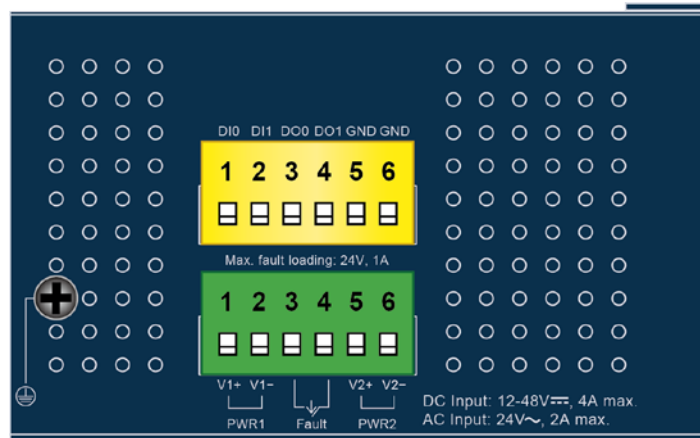 DI0 DI1 DO0 DO1 GND GND
1 2 3 4 5 6
Max. fault loading: 24V, 1A
1 2 3 4 5 6
V1+ V1− V2+ V2−
PWR1 Fault PWR2
DC Input: 12-48V⎓, 4A max.
AC Input: 24V~, 2A max.